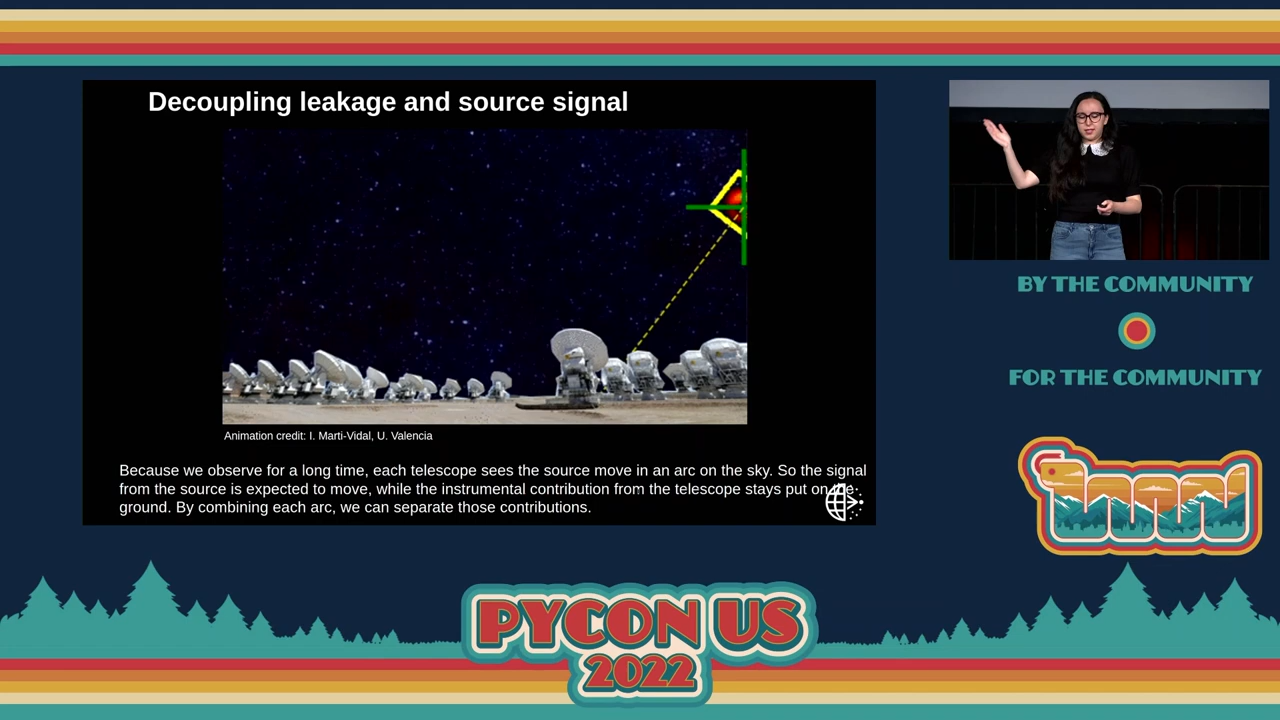 Decoupling leakage and source signal
Animation credit: I. Marti-Vidal, U. Valencia
Because we observe for a long time, each telescope sees the source move in an arc on the sky. So the signal
from the source is expected to move, while the instrumental contribution from the telescope stays put on the
ground. By combining each arc, we can separate those contributions.
BY THE COMMUNITY
FOR THE COMMUNITY
PYCON US
2022